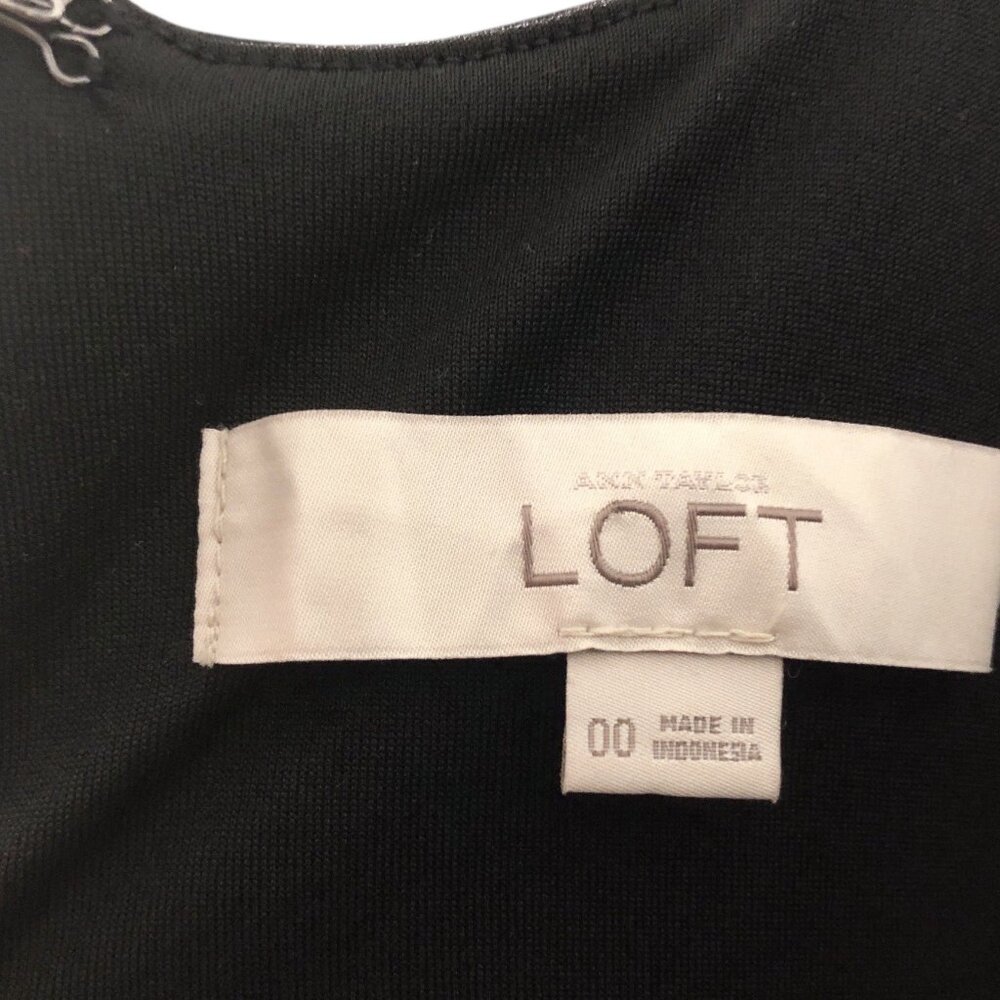 ANN TAYLOR
LOFT
00 MADE IN
INDONESIA